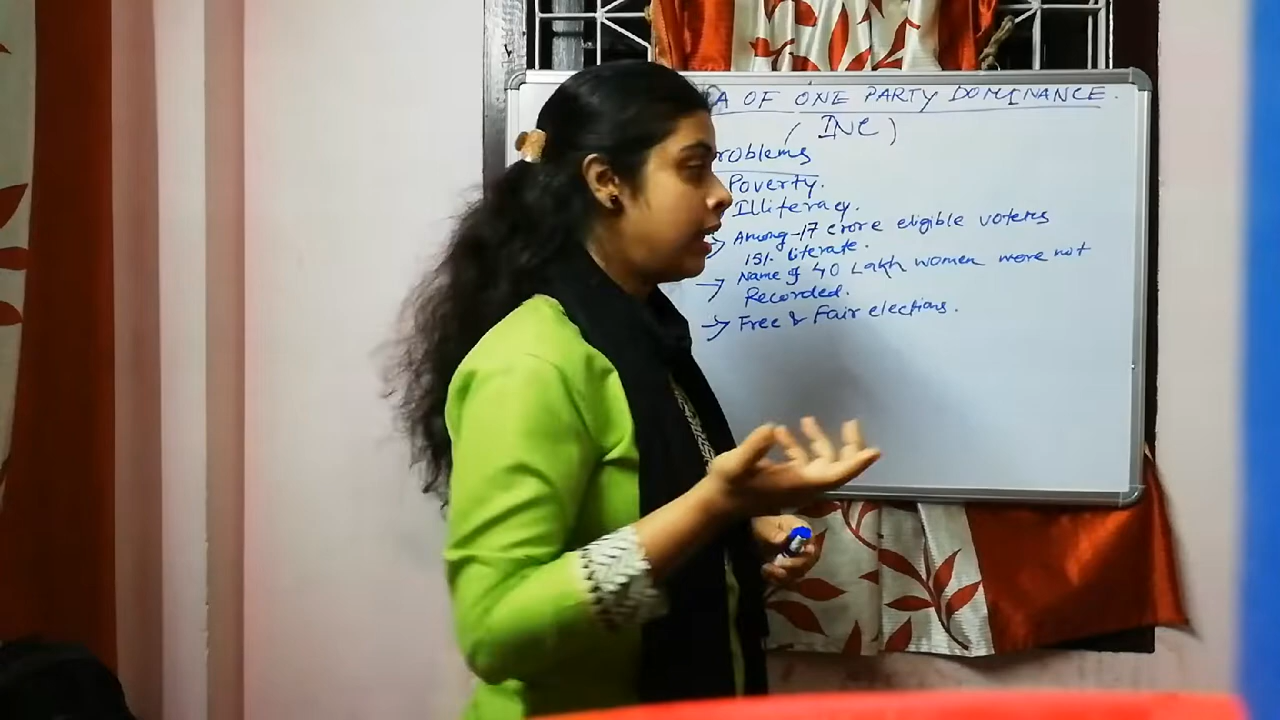 A OF ONE PARTY DOMINANCE.
(INC)
roblems
Poverty.
Illiteracy.
→ Among-17 crore eligible voters
15% literate.
→ Name of 40 Lakh women were not
Recorded.
→ Free & Fair elections.